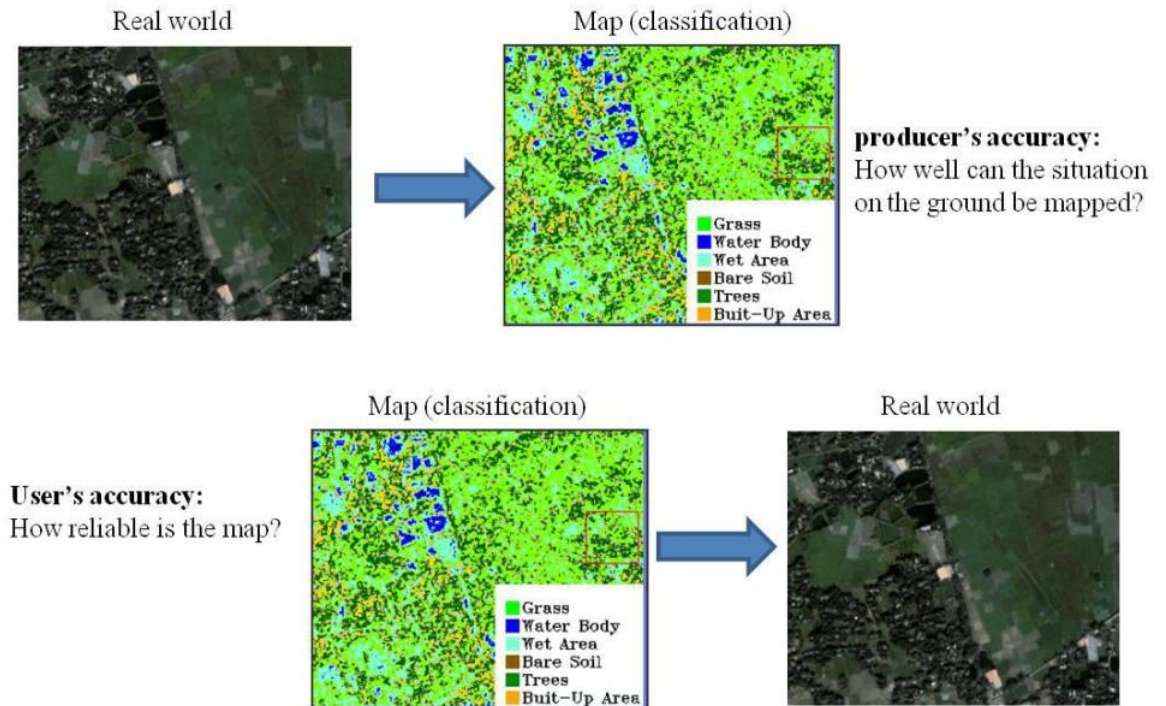 Real world
Map (classification)
Grass
Water Body
Wet Area
Bare Soil
Trees
Buit-Up Area
producer's accuracy:
How well can the situation
on the ground be mapped?
Map (classification)
Real world
User's accuracy:
How reliable is the map?
Grass
Water Body
Wet Area
Bare Soil
Trees
Buit-Up Area